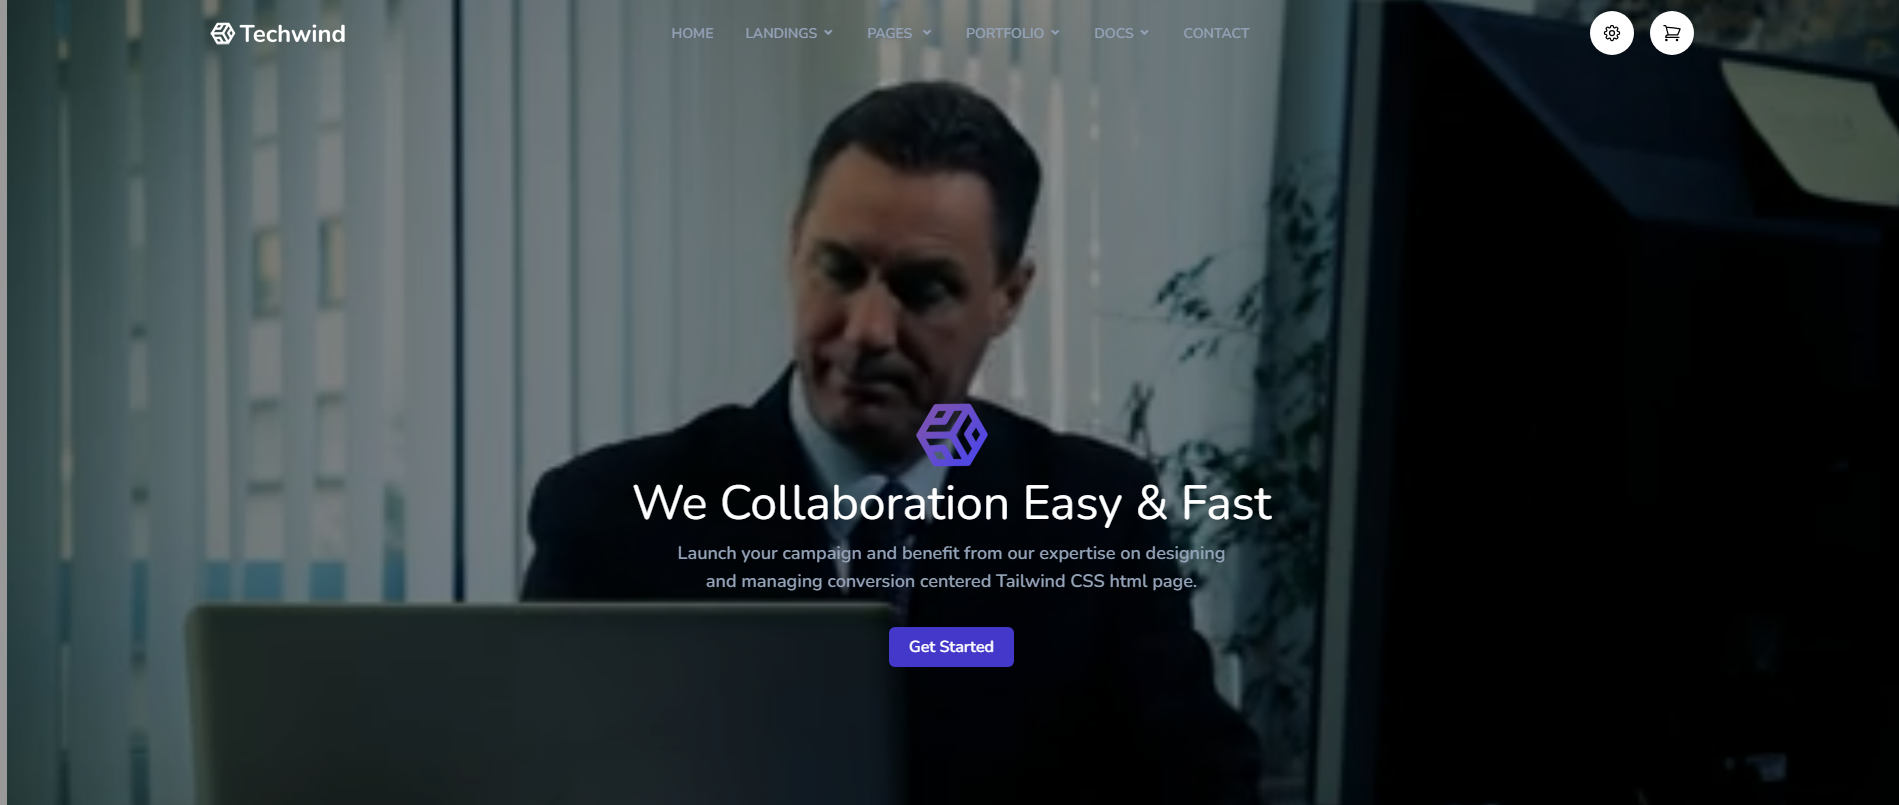 Techwind
HOME LANDINGS PAGES PORTFOLIO DOCS CONTACT
We Collaboration Easy & Fast
Launch your campaign and benefit from our expertise on designing
and managing conversion centered Tailwind CSS html page.
Get Started